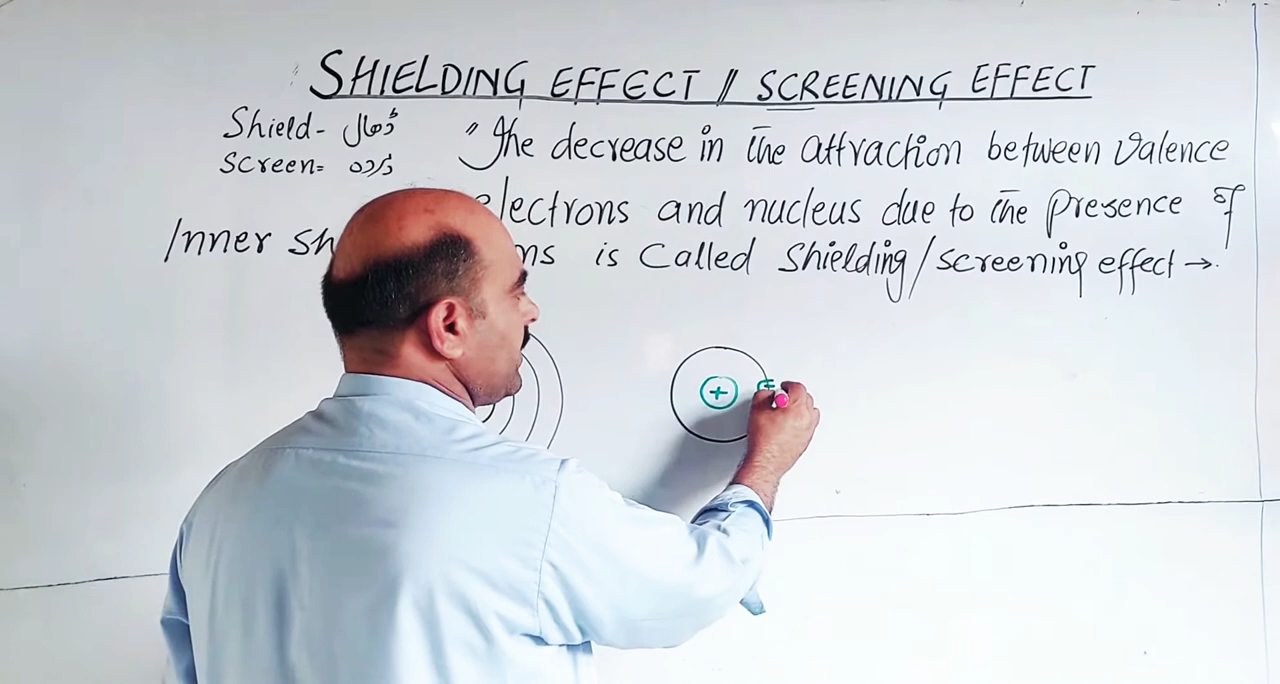 SHIELDING EFFECT // SCREENING EFFECT
Shield - ڈھال
Screen = پردہ
"The decrease in the attraction between Valence
electrons and nucleus due to the presence of
Inner sh ns is Called Shielding/screening effect →.
+